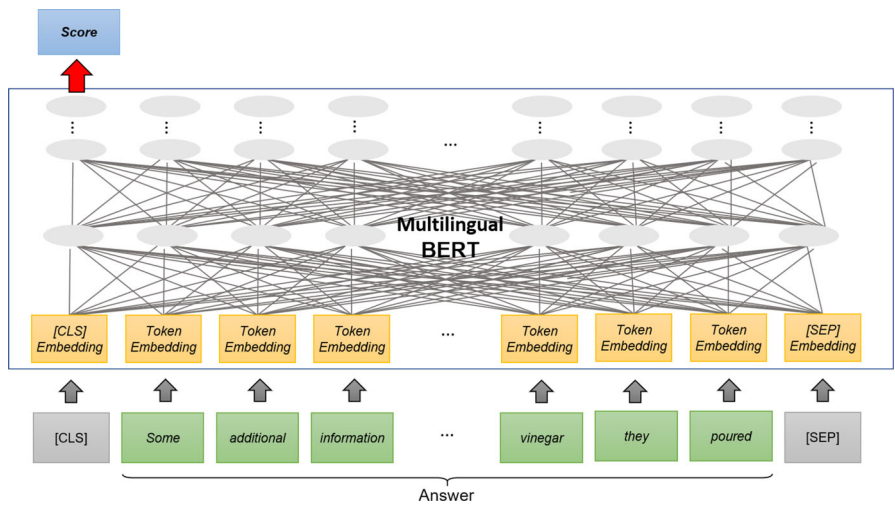 Score
...
Multilingual
BERT
[CLS]
Embedding
Token
Embedding
Token
Embedding
Token
Embedding
...
Token
Embedding
Token
Embedding
Token
Embedding
[SEP]
Embedding
[CLS]
Some
additional
information
...
vinegar
they
poured
[SEP]
Answer